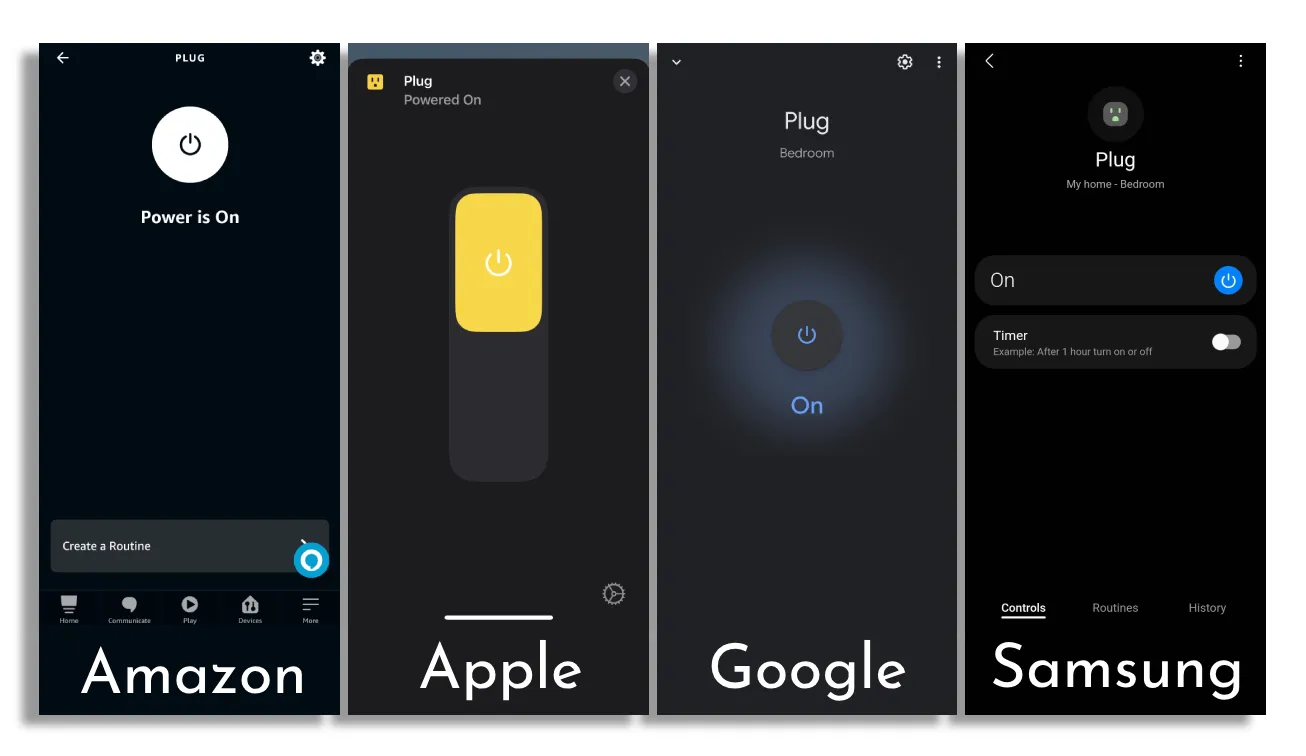 PLUG
Power is On
Create a Routine
Home
Communicate
Play
Devices
More
Amazon
Plug
Powered On
Apple
Plug
Bedroom
On
Google
Plug
My home - Bedroom
On
Timer
Example: After 1 hour turn on or off
Controls
Routines
History
Samsung